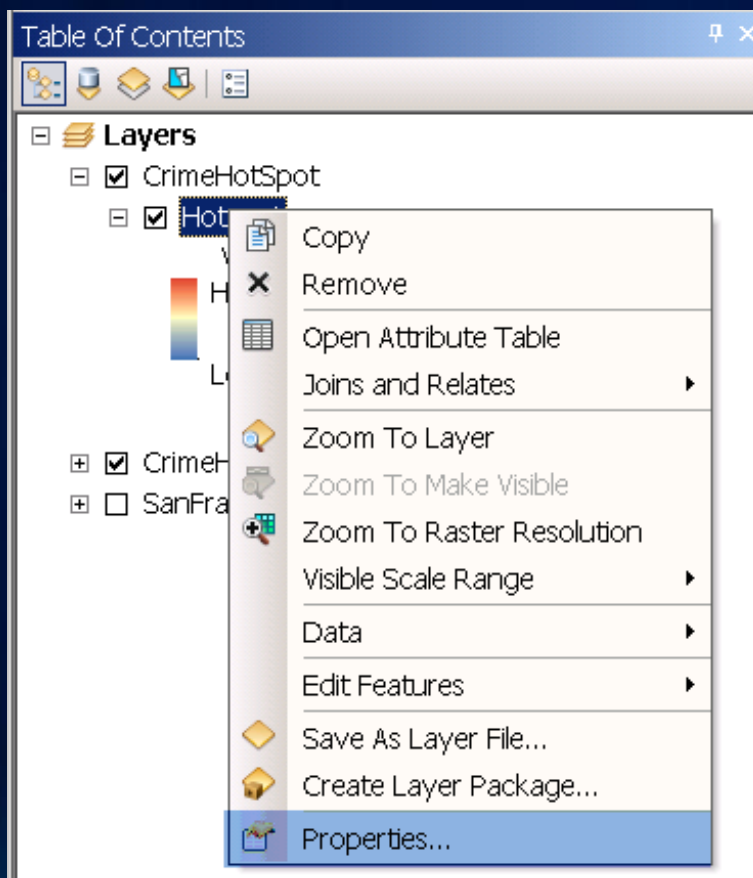 Table Of Contents
Layers
CrimeHotSpot
Copy
Remove
Open Attribute Table
Joins and Relates
Zoom To Layer
Zoom To Make Visible
Zoom To Raster Resolution
Visible Scale Range
Data
Edit Features
Save As Layer File...
Create Layer Package...
Properties...